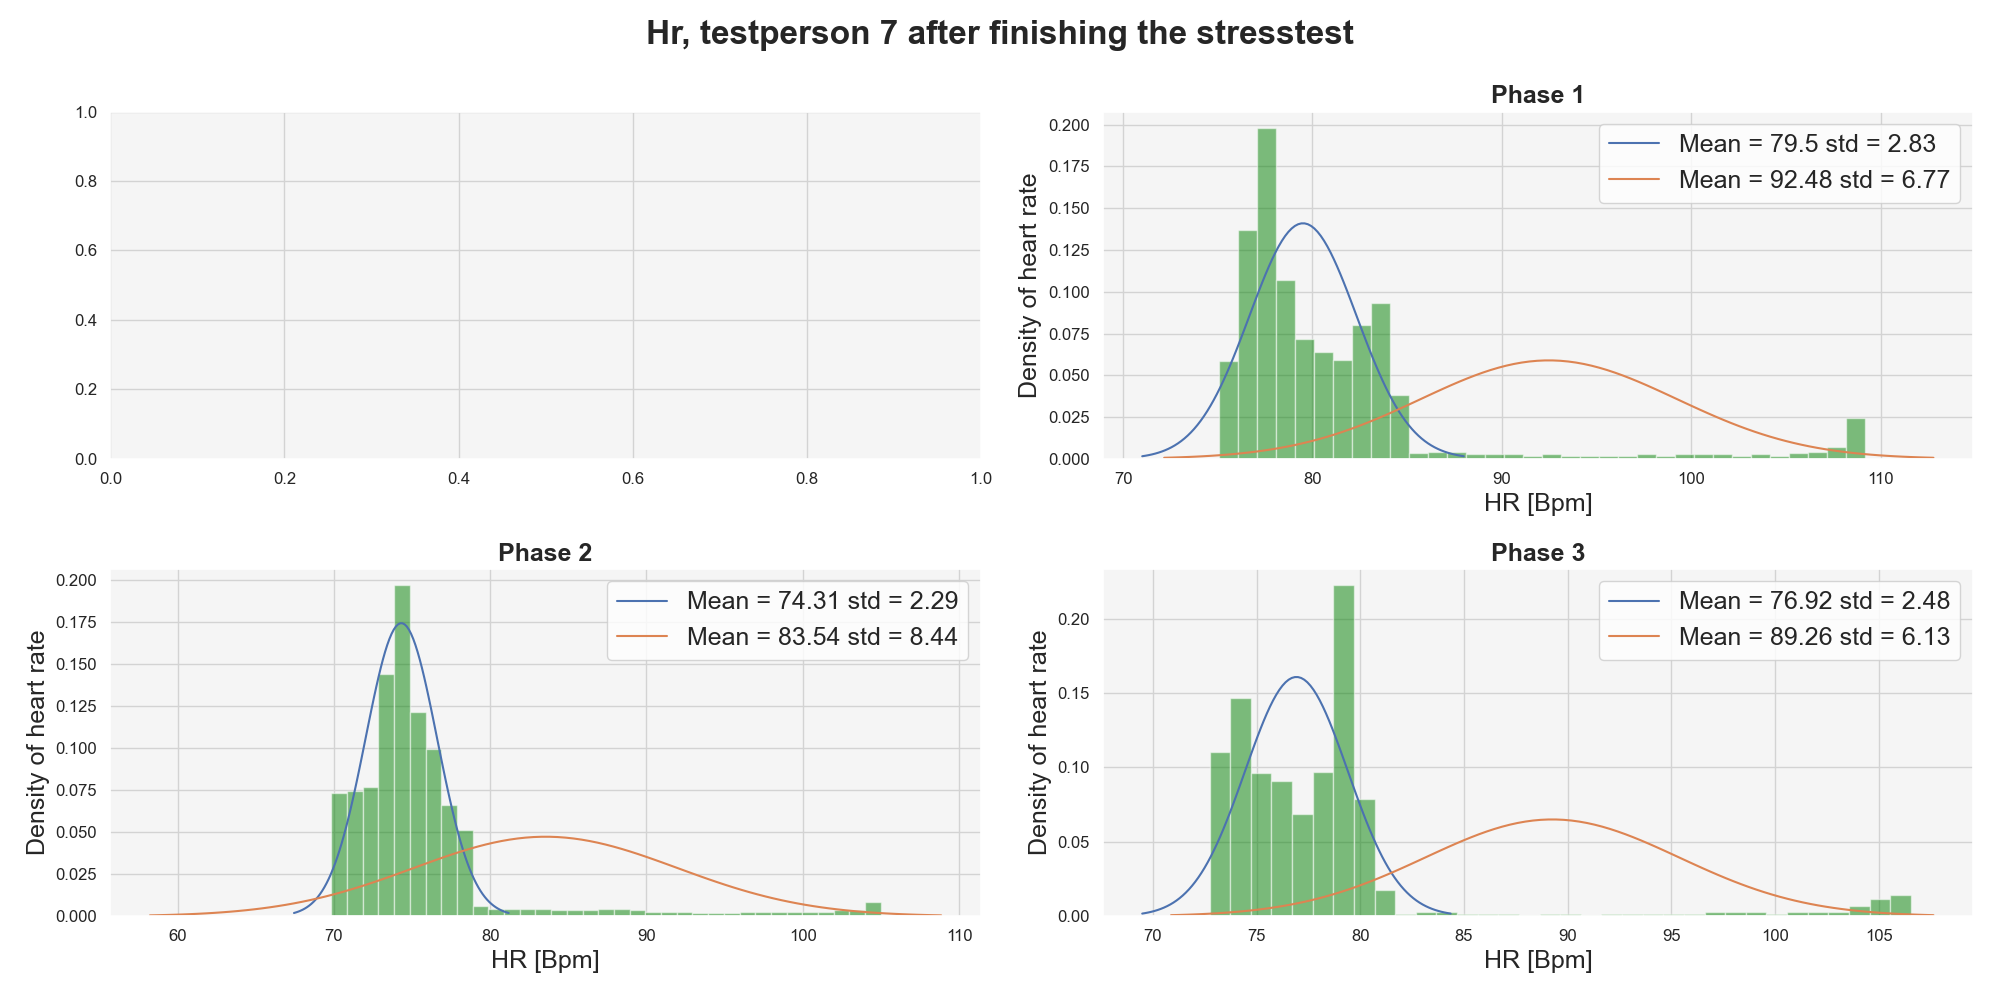 Hr, testperson 7 after finishing the stresstest
1.0
0.8
0.6
0.4
0.2
0.0
0.0 0.2 0.4 0.6 0.8 1.0
Phase 1
Density of heart rate
0.200
0.175
0.150
0.125
0.100
0.075
0.050
0.025
0.000
Mean = 79.5 std = 2.83
Mean = 92.48 std = 6.77
70 80 90 100 110
HR [Bpm]
Phase 2
Density of heart rate
0.200
0.175
0.150
0.125
0.100
0.075
0.050
0.025
0.000
Mean = 74.31 std = 2.29
Mean = 83.54 std = 8.44
60 70 80 90 100 110
HR [Bpm]
Phase 3
Density of heart rate
0.20
0.15
0.10
0.05
0.00
Mean = 76.92 std = 2.48
Mean = 89.26 std = 6.13
70 75 80 85 90 95 100 105
HR [Bpm]